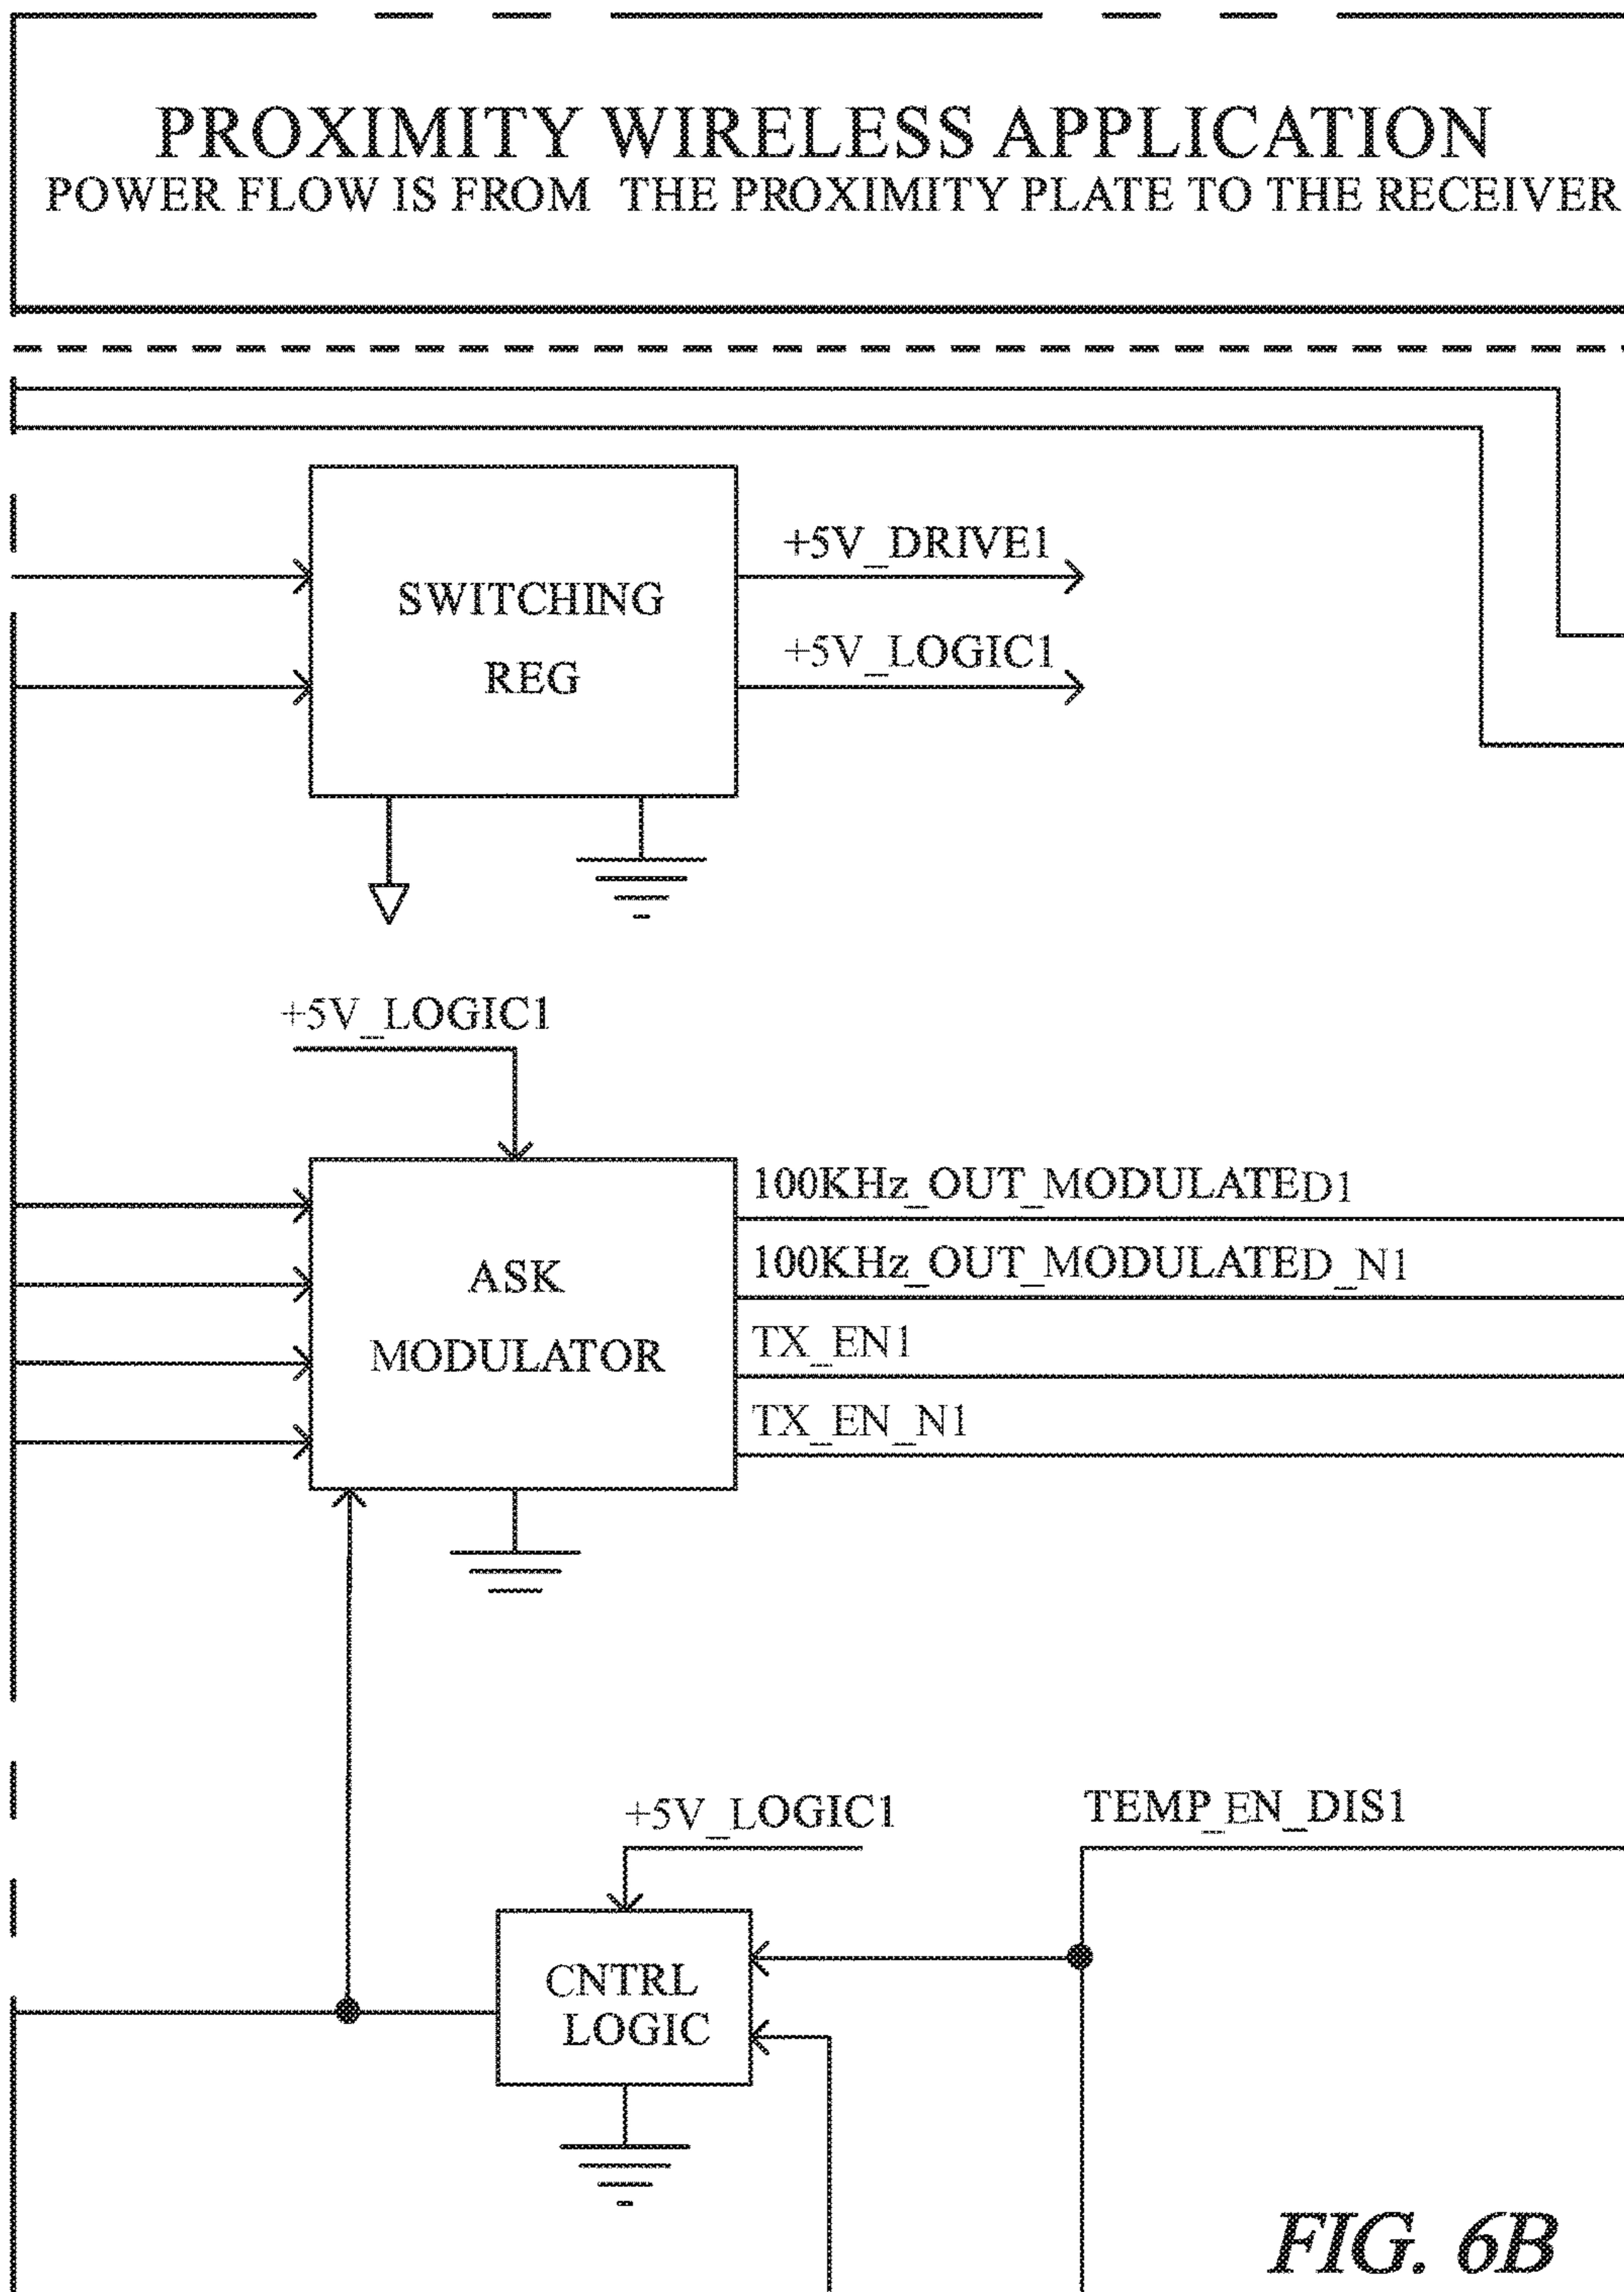 PROXIMITY WIRELESS APPLICATION
POWER FLOW IS FROM THE PROXIMITY PLATE TO THE RECEIVER
+5V_DRIVE1
SWITCHING
REG
+5V_LOGIC1
+5V_LOGIC1
100KHz_OUT_MODULATED1
100KHz_OUT_MODULATED_N1
ASK
MODULATOR
TX_EN1
TX_EN_N1
+5V_LOGIC1
TEMP_EN_DIS1
CNTRL
LOGIC
FIG. 6B